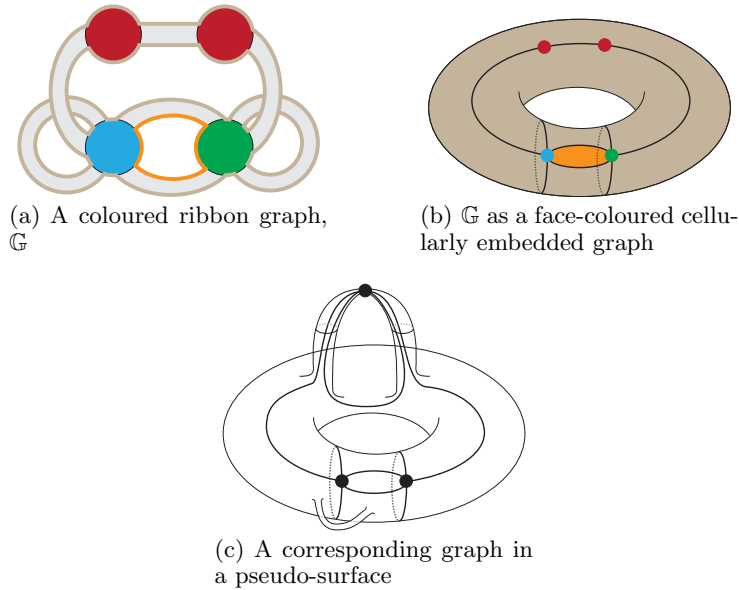 (a) A coloured ribbon graph,
𝔾
(b) 𝔾 as a face-coloured cellu-
larly embedded graph
(c) A corresponding graph in
a pseudo-surface